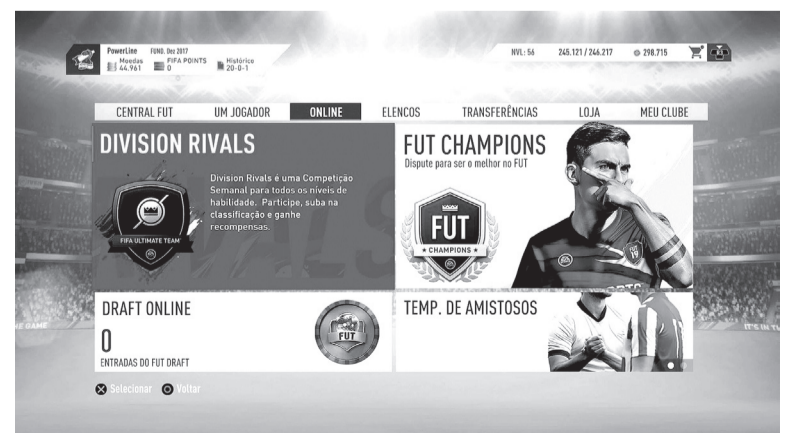 PowerLine FUND. Dez 2017
Moedas 44.961 FIFA POINTS 0 Histórico 20-0-1
NVL: 56 245.121 / 246.217 298.715
CENTRAL FUT UM JOGADOR ONLINE ELENCOS TRANSFERÊNCIAS LOJA MEU CLUBE
DIVISION RIVALS
Division Rivals é uma Competição
Semanal para todos os níveis de
habilidade. Participe, suba na
classificação e ganhe
recompensas.
FIFA ULTIMATE TEAM
EA
FUT CHAMPIONS
Dispute para ser o melhor no FUT
FUT
CHAMPIONS
EA
FUT
19
DRAFT ONLINE
0
ENTRADAS DO FUT DRAFT
FUT
TEMP. DE AMISTOSOS
Selecionar Voltar